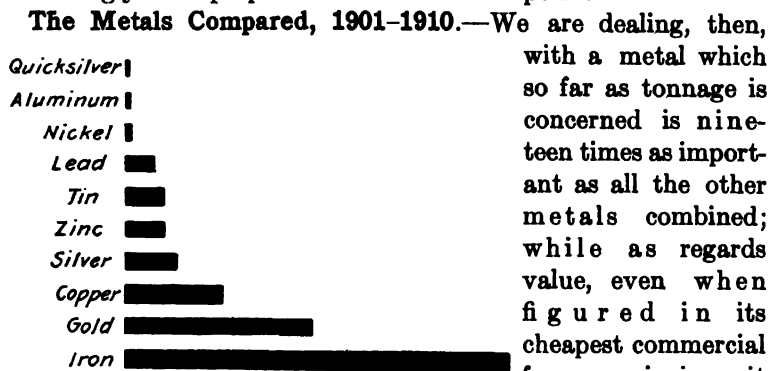 The Metals Compared, 1901–1910.—We are dealing, then,
with a metal which
so far as tonnage is
concerned is nine-
teen times as import-
ant as all the other
metals combined;
while as regards
value, even when
figured in its
cheapest commercial
Quicksilver
Aluminum
Nickel
Lead
Tin
Zinc
Silver
Copper
Gold
Iron